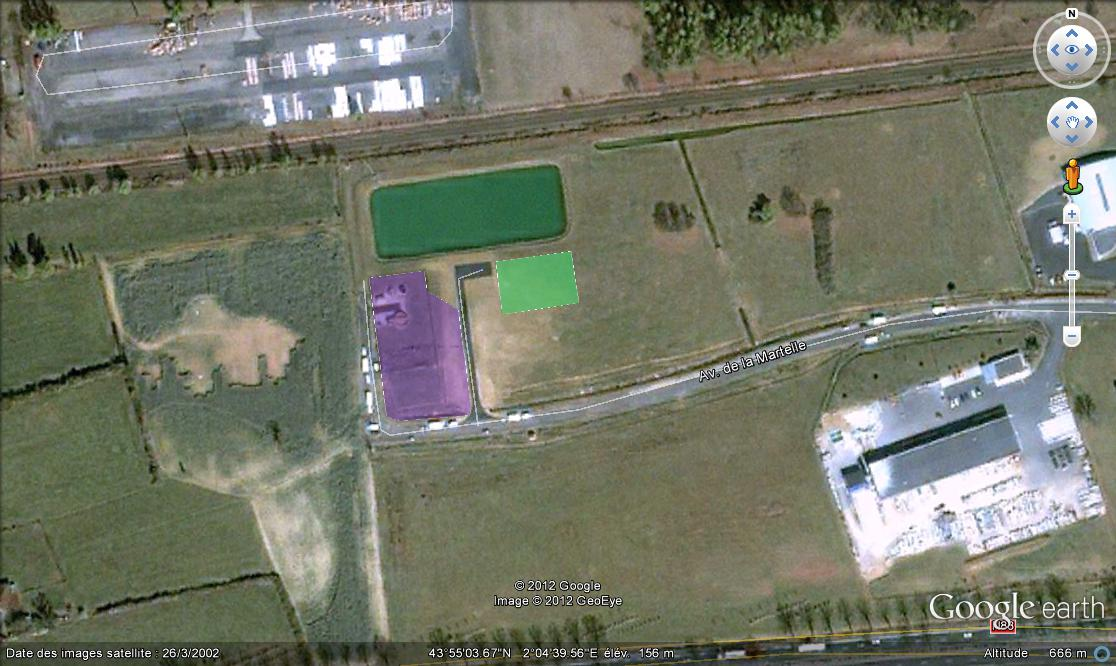 N
Av. de la Martelle
© 2012 Google
Image © 2012 GeoEye
Google earth
Date des images satellite : 26/3/2002
43°55'03.67"N 2°04'39.56"E élév. 156 m
Altitude 666 m